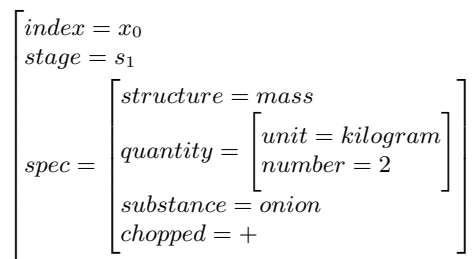 index = x₀
stage = s₁
structure = mass
unit = kilogram
quantity =
number = 2
spec =
substance = onion
chopped = +